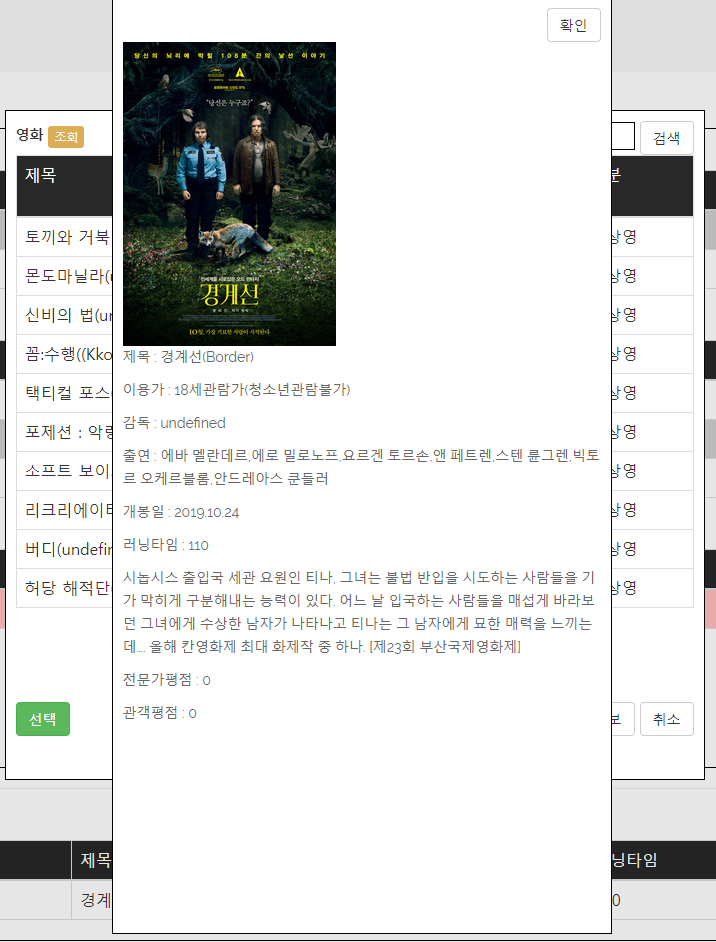 확인
당신의 뇌리에 박힐 108분 간의 낯선 이야기
"당신은 누구죠?"
경계선
10월, 가장 기묘한 사랑이 시작된다
영화 조회
검색
제목
분
토끼와 거북
상영
몬도마닐라(
상영
신비의 법(un
상영
꼼:수행((Kko
상영
택티컬 포스
상영
포제션 : 악령
상영
소프트 보이
상영
리크리에이터
상영
버디(undefin
상영
허당 해적단
상영
제목 : 경계선(Border)
이용가 : 18세관람가(청소년관람불가)
감독 : undefined
출연 : 에바 멜란데르,에로 밀로노프,요르겐 토르손,앤 페트렌,스텐 륜그렌,빅토
르 오케르블롬,안드레아스 쿤들러
개봉일 : 2019.10.24
러닝타임 : 110
시놉시스 출입국 세관 요원인 티나, 그녀는 불법 반입을 시도하는 사람들을 기
가 막히게 구분해내는 능력이 있다. 어느 날 입국하는 사람들을 매섭게 바라보
던 그녀에게 수상한 남자가 나타나고 티나는 그 남자에게 묘한 매력을 느끼는
데…. 올해 칸영화제 최대 화제작 중 하나. [제23회 부산국제영화제]
전문가평점 : 0
관객평점 : 0
선택
보
취소
제목
닝타임
경계
0